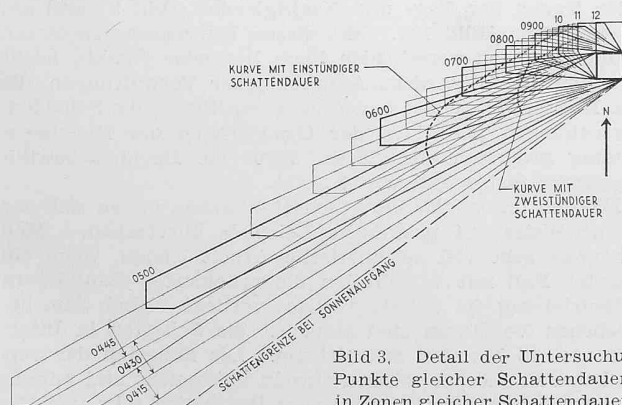 12
11
10
0900
0800
0700
0600
KURVE MIT EINSTÜNDIGER
SCHATTENDAUER
N
KURVE MIT
ZWEISTÜNDIGER
SCHATTENDAUER
0500
SCHATTENGRENZE BEI SONNENAUFGANG
0445
0430
0415
Bild 3. Detail der Untersuchu
Punkte gleicher Schattendauer
in Zonen gleicher Schattendauer